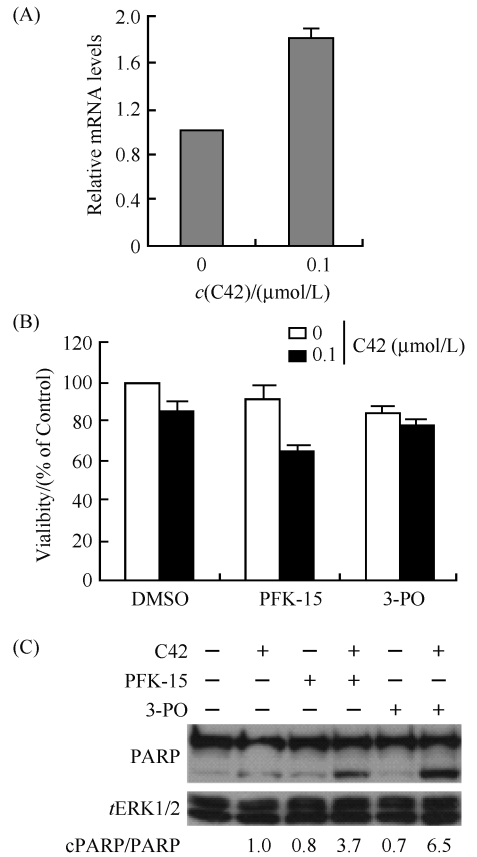 (A)
2.0
1.6
1.2
0.8
0.4
0
Relative mRNA levels
0 0.1
c(C42)/(μmol/L)
(B)
0
0.1
C42 (μmol/L)
120
100
80
60
40
20
0
Vialibity/(% of Control)
DMSO PFK-15 3-PO
(C)
C42 − + − + − +
PFK-15 − − + + − −
3-PO − − − − + +
PARP
tERK1/2
cPARP/PARP 1.0 0.8 3.7 0.7 6.5